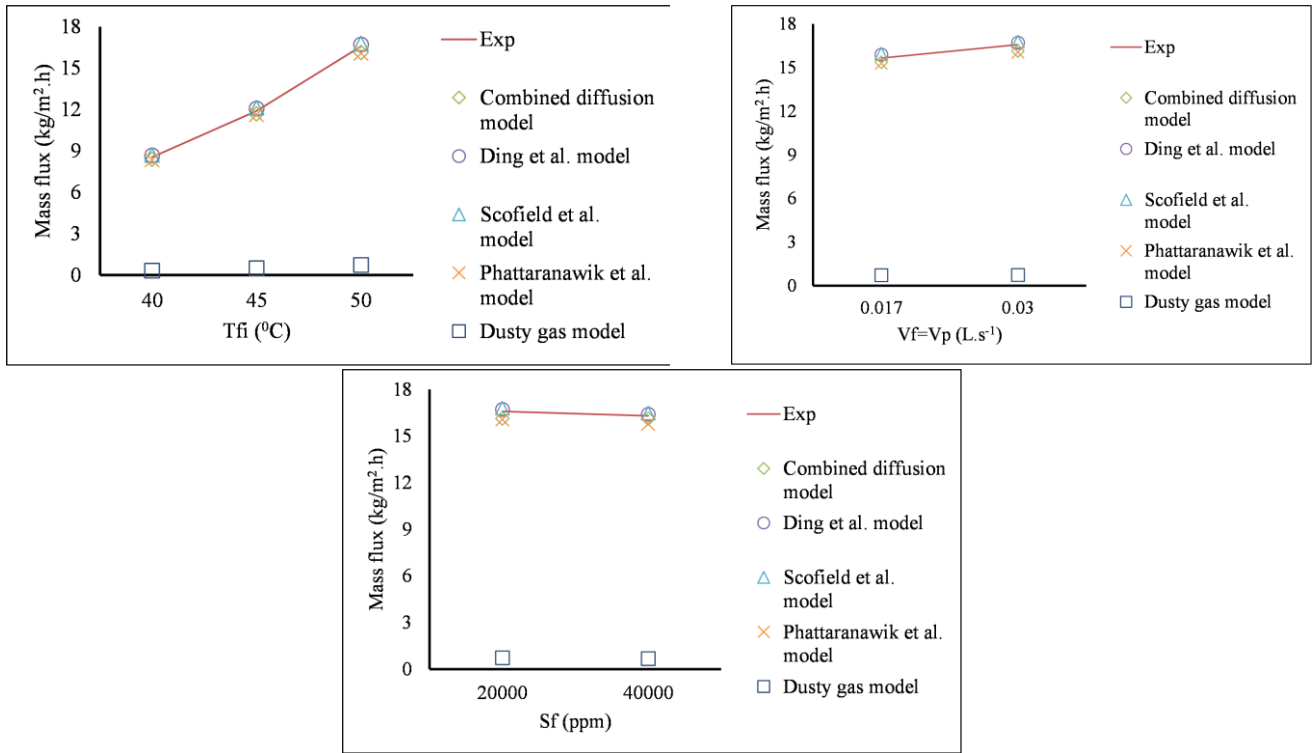 18
15
12
9
6
3
0
Mass flux (kg/m².h)
40
45
50
Tfi (⁰C)
Exp
Combined diffusion
model
Ding et al. model
Scofield et al.
model
Phattaranawik et al.
model
Dusty gas model
18
15
12
9
6
3
0
Mass flux (kg/m².h)
0.017
0.03
Vf=Vp (L.s⁻¹)
Exp
Combined diffusion
model
Ding et al. model
Scofield et al.
model
Phattaranawik et al.
model
Dusty gas model
18
15
12
9
6
3
0
Mass flux (kg/m².h)
20000
40000
Sf (ppm)
Exp
Combined diffusion
model
Ding et al. model
Scofield et al.
model
Phattaranawik et al.
model
Dusty gas model